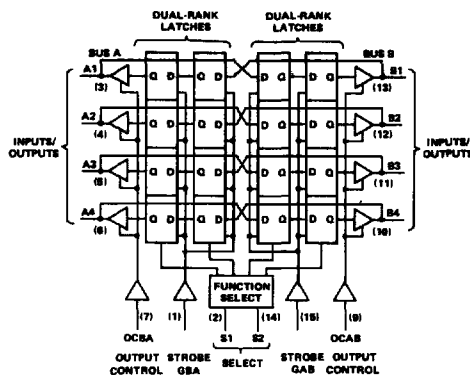 DUAL-RANK LATCHES
DUAL-RANK LATCHES
BUS A
BUS B
A1
(3)
Q D Q D D Q D Q
S1
(13)
A2
(4)
Q D Q D D Q D Q
B2
(12)
INPUTS/
OUTPUTS
INPUTS/
OUTPUTS
A3
(5)
Q D Q D D Q D Q
B3
(11)
A4
(6)
Q D Q D D Q D Q
B4
(10)
FUNCTION
SELECT
(7)
(1)
(2)
(14)
(15)
(9)
OCBA
S1
S2
OCAB
OUTPUT
CONTROL
STROBE
GBA
SELECT
STROBE
GAB
OUTPUT
CONTROL